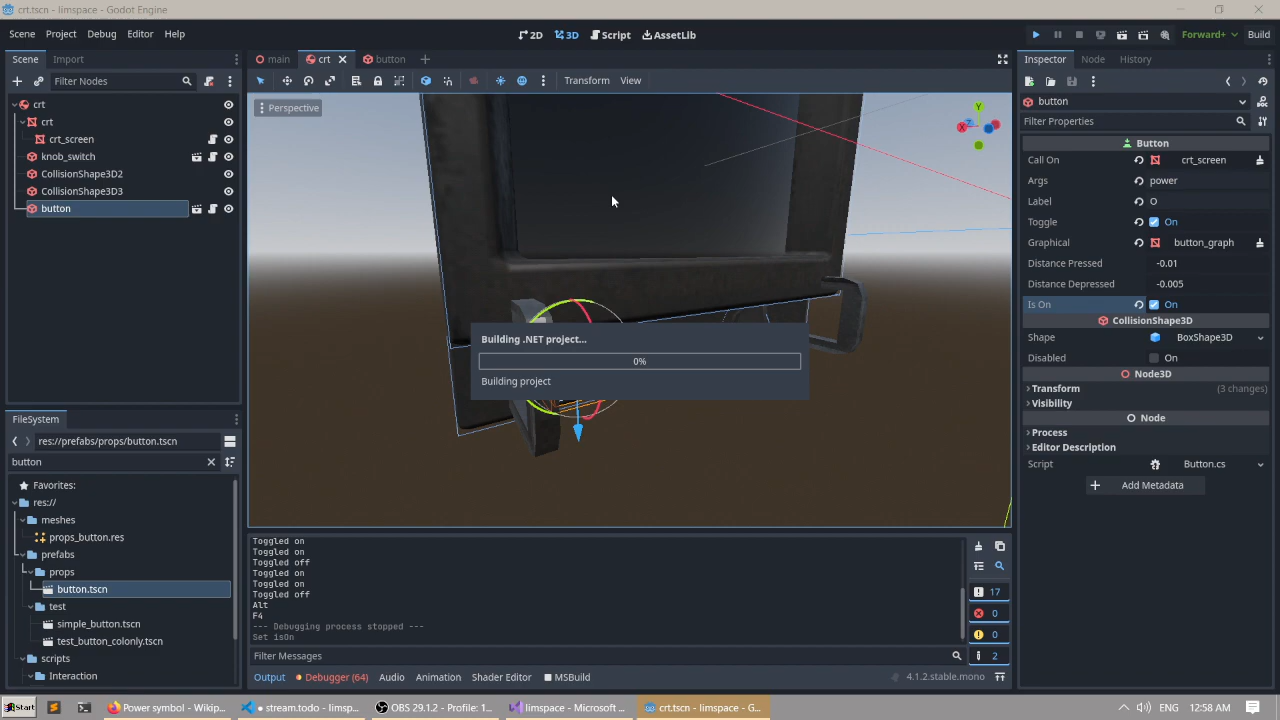 crt.tscn - limspace - Godot Engine
Scene Project Debug Editor Help
2D 3D Script AssetLib
Forward+ Build
Scene Import
main crt button
Inspector Node History
Filter Nodes
Transform View
crt
crt
crt_screen
knob_switch
CollisionShape3D2
CollisionShape3D3
button
Perspective
Y
X
Z
button
Filter Properties
Button
Call On crt_screen
Args power
Label O
Toggle On
Graphical button_graph
Distance Pressed -0.01
Distance Depressed -0.005
Is On On
CollisionShape3D
Shape BoxShape3D
Disabled On
Node3D
Transform (3 changes)
Visibility
Node
Process
Editor Description
Script Button.cs
Add Metadata
Building .NET project...
0%
Building project
FileSystem
res://prefabs/props/button.tscn
button
Favorites:
res://
meshes
props_button.res
prefabs
props
button.tscn
test
simple_button.tscn
test_button_colonly.tscn
scripts
Interaction
Toggled on
Toggled on
Toggled off
Toggled on
Toggled on
Toggled off
Alt
F4
--- Debugging process stopped ---
Set isOn
17
0
0
2
Filter Messages
Output Debugger (64) Audio Animation Shader Editor MSBuild
4.1.2.stable.mono
Start
Power symbol - Wikip...
stream.todo - limsp...
OBS 29.1.2 - Profile: 1...
limspace - Microsoft ...
crt.tscn - limspace - G...
12:58 AM